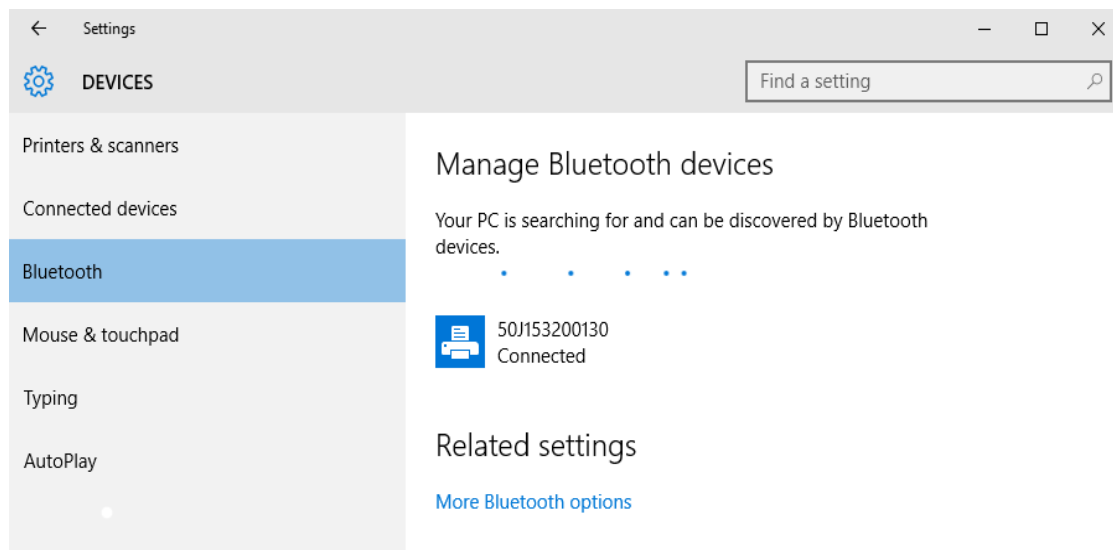 Settings
DEVICES
Find a setting
Printers & scanners
Connected devices
Bluetooth
Mouse & touchpad
Typing
AutoPlay
Manage Bluetooth devices
Your PC is searching for and can be discovered by Bluetooth
devices.
50J153200130
Connected
Related settings
More Bluetooth options